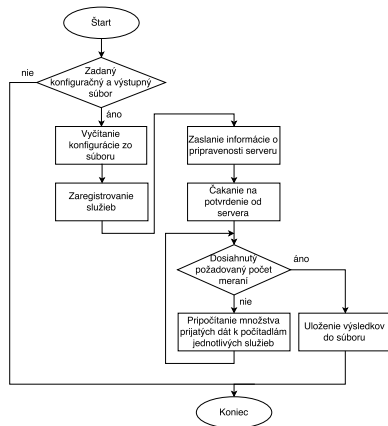 Štart
nie
Zadaný
konfiguračný a výstupný
súbor
áno
Vyčítanie
konfigurácie zo
súboru
Zaregistrovanie
služieb
Zaslanie informácie o
pripravenosti serveru
Čakanie na
potvrdenie od
servera
Dosiahnutý
požadovaný počet
meraní
áno
nie
Pripočítanie množstva
prijatých dát k počítadlám
jednotlivých služieb
Uloženie výsledkov
do súboru
Koniec